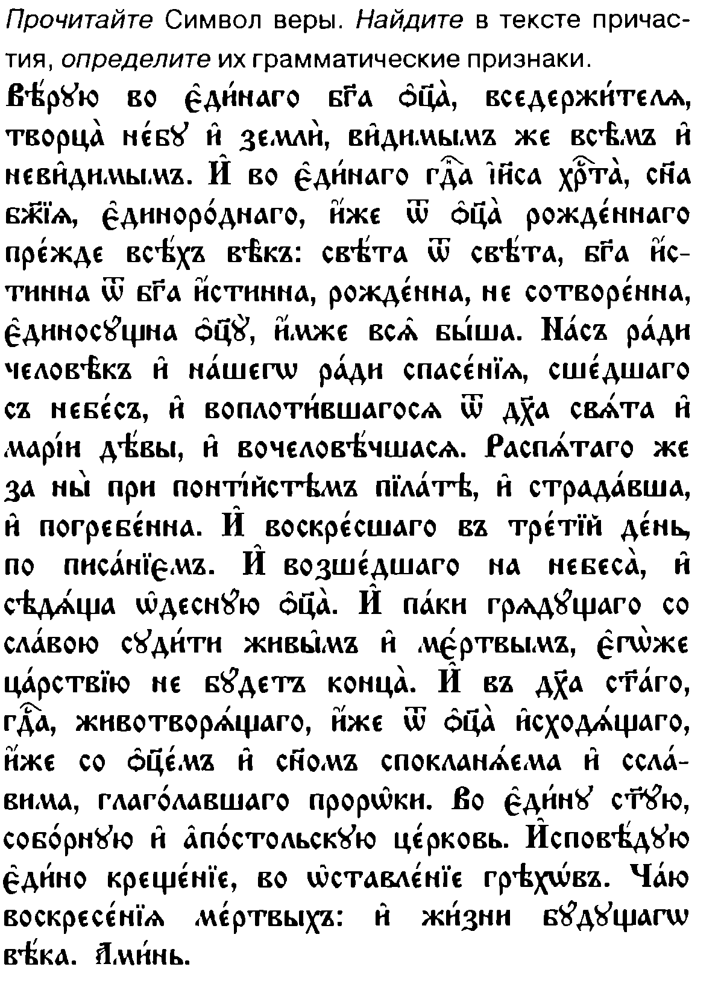 Прочитайте Символ веры. Найдите в тексте причас-
тия, определите их грамматические признаки.
Вѣ́рꙋю во є҆ди́наго бг҃а ѻ҆ц҃а̀, вседержи́телѧ,
творца̀ не́бꙋ и҆ землѝ, ви̑димымъ же всѣ̑мъ и҆
неви̑димымъ. И҆ во є҆ди́наго гдⷭ҇а і҆и҃са хрⷭ҇та̀, сн҃а
бж҃їѧ, є҆диноро́днаго, и҆́же ѿ ѻ҆ц҃а̀ рожде́ннаго
пре́жде всѣ́хъ вѣ̑къ: свѣ́та ѿ свѣ́та, бг҃а и҆́с-
тинна ѿ бг҃а и҆́стинна, рожде́нна, не сотворе́нна,
є҆диносꙋ́щна ѻ҆ц҃ꙋ̀, и҆́мже всѧ̑ бы́ша. На́съ ра́ди
человѣ̑къ и҆ на́шегѡ ра́ди спасе́нїѧ, сше́дшаго
съ небе́съ, и҆ воплоти́вшагосѧ ѿ дх҃а свѧ́та и҆
марі́и дѣ́вы, и҆ вочеловѣ́чшасѧ. Распѧ́таго же
за ны̀ при понті́йстѣмъ пїла́тѣ, и҆ страда́вша,
и҆ погребе́нна. И҆ воскре́сшаго въ тре́тїй де́нь,
по писа́нїємъ. И҆ возше́дшаго на небеса̀, и҆
сѣдѧ́ща ѡ҆деснꙋ́ю ѻ҆ц҃а̀. И҆ па́ки грѧдꙋ́щаго со
сла́вою сꙋди́ти живы̑мъ и҆ мє́ртвымъ, є҆гѡ́же
ца́рствїю не бꙋ́детъ конца̀. И҆ въ дх҃а ст҃а́го,
гдⷭ҇а, животворѧ́щаго, и҆́же ѿ ѻ҆ц҃а̀ и҆сходѧ́щаго,
и҆́же со ѻ҆ц҃е́мъ и҆ сн҃омъ спокланѧ́ема и҆ ссла́-
вима, глаго́лавшаго прорѡ́ки. Во є҆ди́нꙋ ст҃ꙋ́ю,
собо́рнꙋю и҆ а҆по́стольскꙋю це́рковь. И҆сповѣ́дꙋю
є҆ди́но креще́нїе, во ѡ҆ставле́нїе грѣхѡ́въ. Ча́ю
воскресе́нїѧ ме́ртвыхъ: и҆ жи́зни бꙋ́дꙋщагѡ
вѣ́ка. А҆ми́нь.